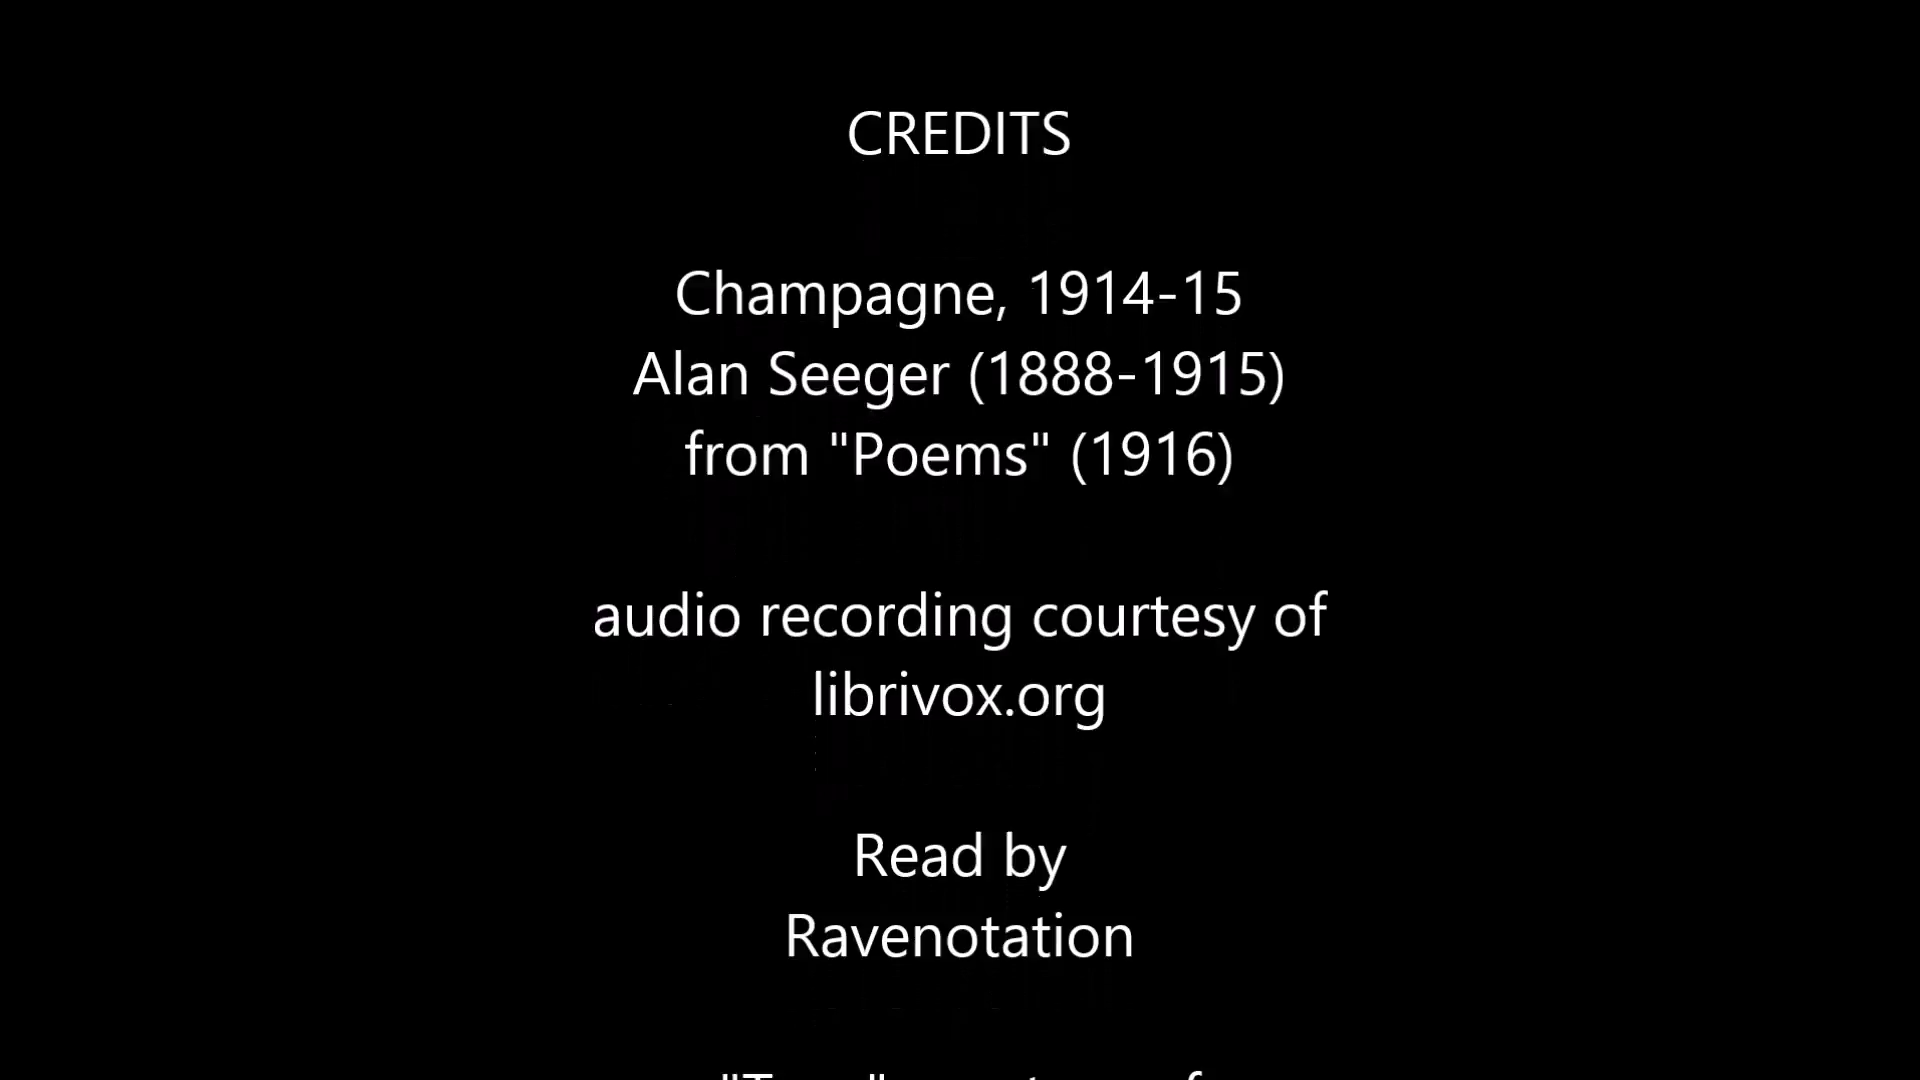 CREDITS
Champagne, 1914-15
Alan Seeger (1888-1915)
from "Poems" (1916)
audio recording courtesy of
librivox.org
Read by
Ravenotation